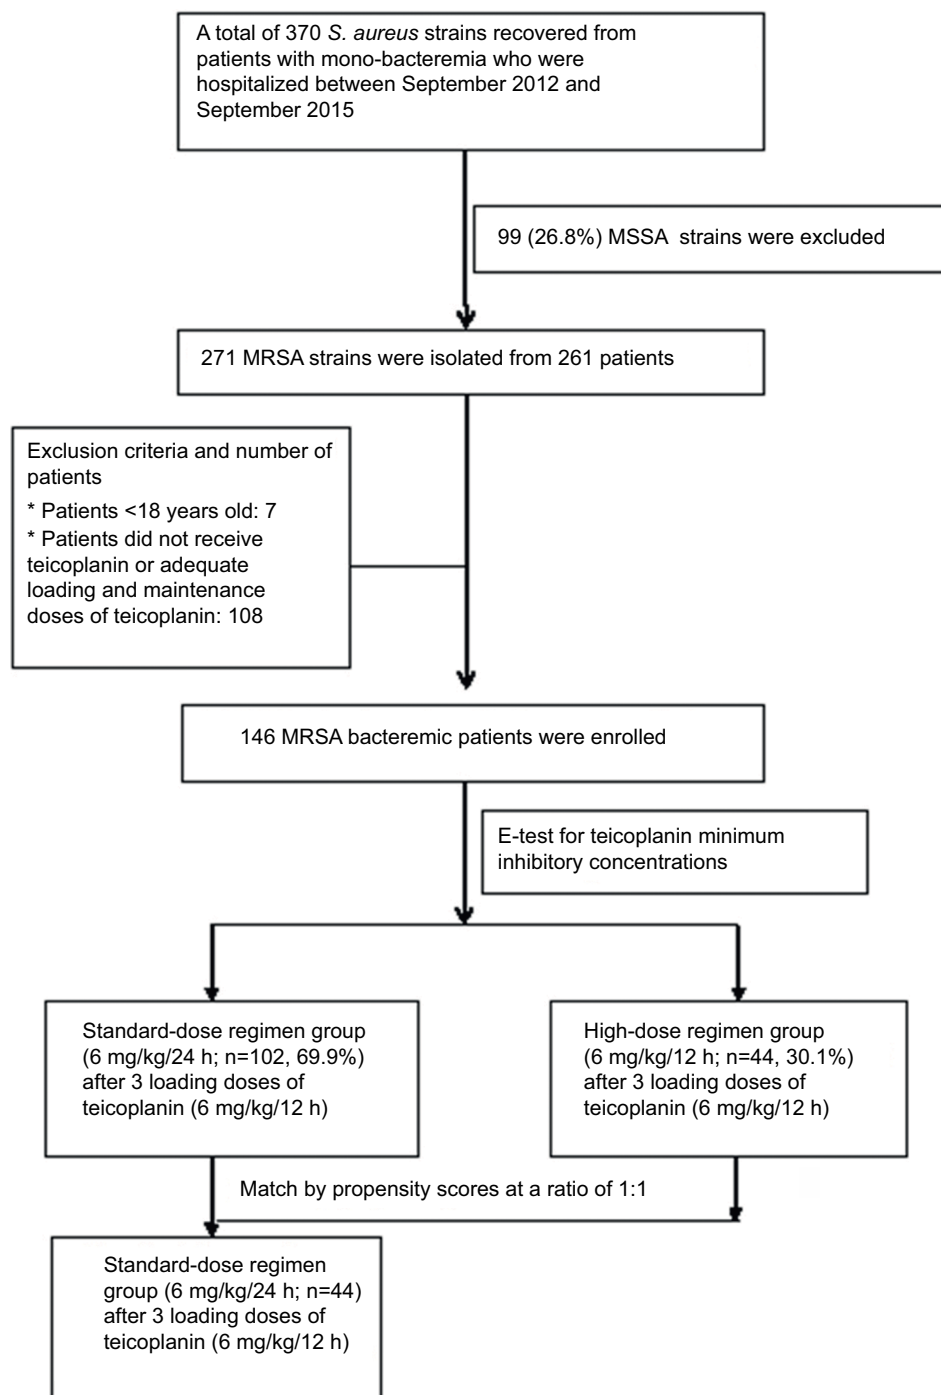 A total of 370 S. aureus strains recovered from
patients with mono-bacteremia who were
hospitalized between September 2012 and
September 2015
99 (26.8%) MSSA strains were excluded
271 MRSA strains were isolated from 261 patients
Exclusion criteria and number of
patients
* Patients <18 years old: 7
* Patients did not receive
teicoplanin or adequate
loading and maintenance
doses of teicoplanin: 108
146 MRSA bacteremic patients were enrolled
E-test for teicoplanin minimum
inhibitory concentrations
Standard-dose regimen group
(6 mg/kg/24 h; n=102, 69.9%)
after 3 loading doses of
teicoplanin (6 mg/kg/12 h)
High-dose regimen group
(6 mg/kg/12 h; n=44, 30.1%)
after 3 loading doses of
teicoplanin (6 mg/kg/12 h)
Match by propensity scores at a ratio of 1:1
Standard-dose regimen
group (6 mg/kg/24 h; n=44)
after 3 loading doses of
teicoplanin (6 mg/kg/12 h)